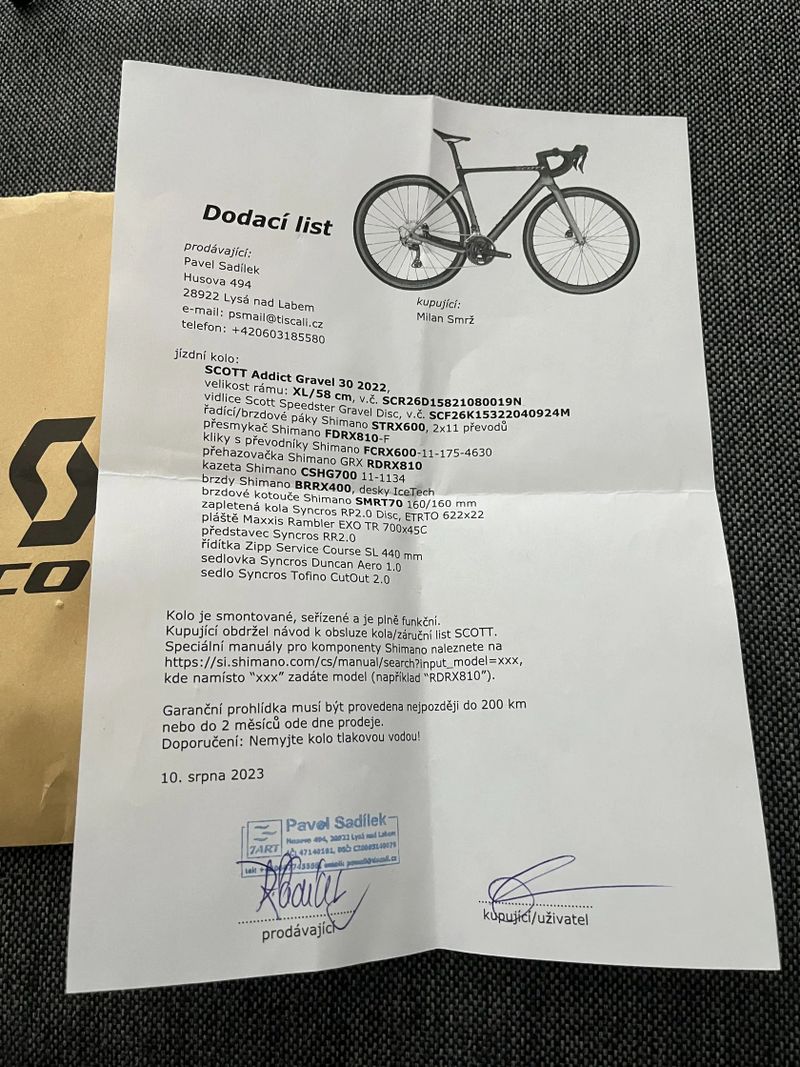 SCOTT
Dodací list
prodávající:
Pavel Sadílek
Husova 494
28922 Lysá nad Labem
e-mail: psmail@tiscali.cz
telefon: +420603185580
kupující:
Milan Smrž
jízdní kolo:
SCOTT Addict Gravel 30 2022,
velikost rámu: XL/58 cm, v.č. SCR26D15821080019N
vidlice Scott Speedster Gravel Disc, v.č. SCF26K15322040924M
řadící/brzdové páky Shimano STRX600, 2x11 převodů
přesmykač Shimano FDRX810-F
kliky s převodníky Shimano FCRX600-11-175-4630
přehazovačka Shimano GRX RDRX810
kazeta Shimano CSHG700 11-1134
brzdy Shimano BRRX400, desky IceTech
brzdové kotouče Shimano SMRT70 160/160 mm
zapletená kola Syncros RP2.0 Disc, ETRTO 622x22
pláště Maxxis Rambler EXO TR 700x45C
představec Syncros RR2.0
řídítka Zipp Service Course SL 440 mm
sedlovka Syncros Duncan Aero 1.0
sedlo Syncros Tofino CutOut 2.0
CO
Kolo je smontované, seřízené a je plně funkční.
Kupující obdržel návod k obsluze kola/záruční list SCOTT.
Speciální manuály pro komponenty Shimano naleznete na
https://si.shimano.com/cs/manual/search?input_model=xxx,
kde namísto "xxx" zadáte model (například "RDRX810").
Garanční prohlídka musí být provedena nejpozději do 200 km
nebo do 2 měsíců ode dne prodeje.
Doporučení: Nemyjte kolo tlakovou vodou!
10. srpna 2023
Pavel Sadílek
7ART
Husova 494, 28922 Lysá nad Labem
prodávající
kupující/uživatel